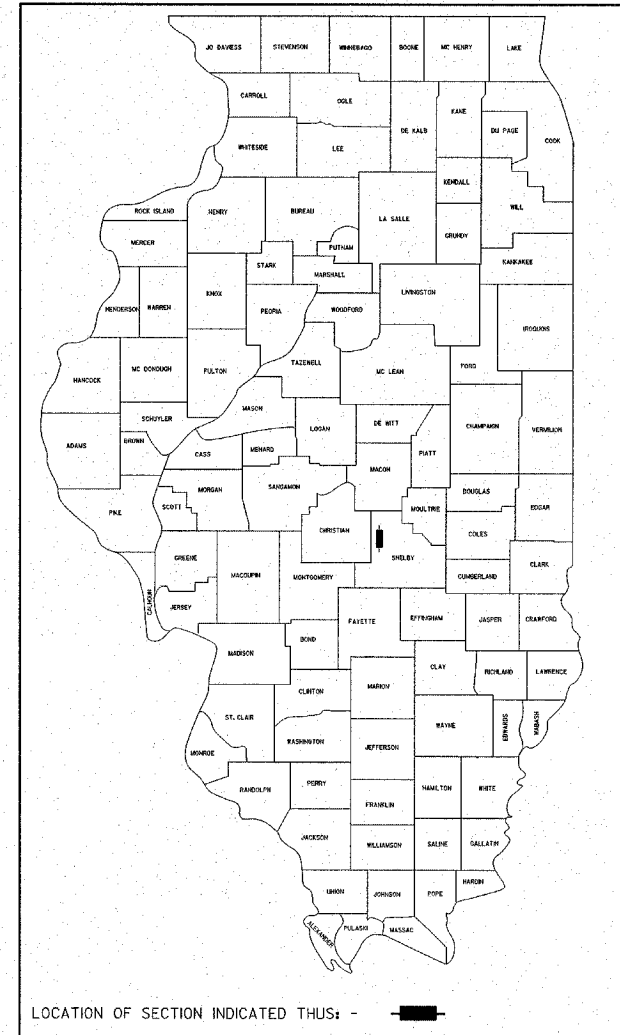 JO DAVIESS STEVENSON WINNEBAGO BOONE MC HENRY LAKE
CARROLL OGLE DE KALB KANE DU PAGE COOK
WHITESIDE LEE
KENDALL
ROCK ISLAND HENRY BUREAU LA SALLE GRUNDY WILL
MERCER PUTNAM KANKAKEE
STARK MARSHALL
HENDERSON WARREN KNOX PEORIA WOODFORD LIVINGSTON IROQUOIS
TAZEWELL MC LEAN FORD
HANCOCK MC DONOUGH FULTON
MASON
SCHUYLER LOGAN DE WITT CHAMPAIGN VERMILION
ADAMS BROWN CASS MENARD MACON PIATT
MORGAN SANGAMON DOUGLAS
PIKE SCOTT CHRISTIAN MOULTRIE EDGAR
COLES
GREENE MACOUPIN MONTGOMERY SHELBY CUMBERLAND CLARK
CALHOUN JERSEY
FAYETTE EFFINGHAM JASPER CRAWFORD
MADISON BOND
CLAY RICHLAND LAWRENCE
CLINTON MARION
ST. CLAIR WAYNE EDWARDS WABASH
MONROE WASHINGTON JEFFERSON
RANDOLPH PERRY HAMILTON WHITE
FRANKLIN
JACKSON WILLIAMSON SALINE GALLATIN
UNION JOHNSON POPE HARDIN
ALEXANDER PULASKI MASSAC
LOCATION OF SECTION INDICATED THUS: -